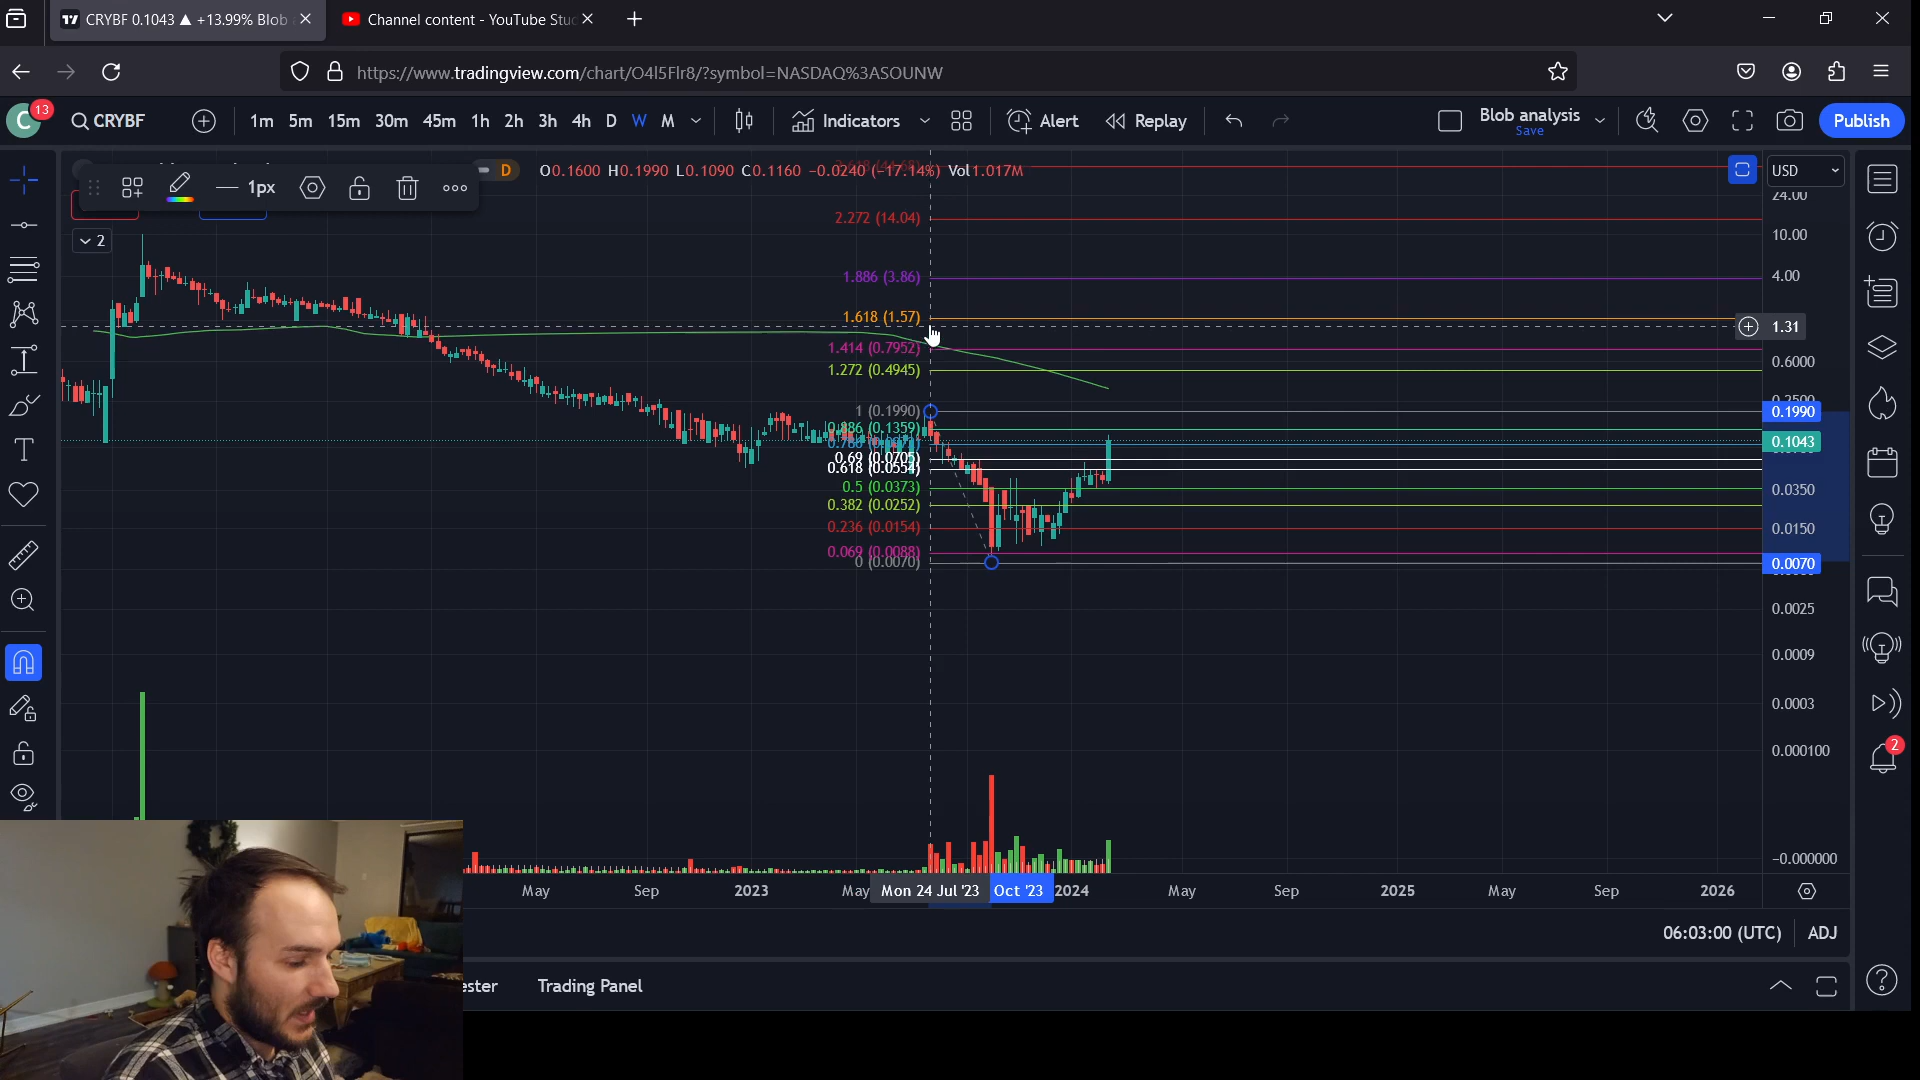 CRYBF 0.1043 ▲ +13.99% Blob
Channel content - YouTube Stu
https://www.tradingview.com/chart/O4l5Flr8/?symbol=NASDAQ%3ASOUNW
C
13
CRYBF
1m 5m 15m 30m 45m 1h 2h 3h 4h D W M
Indicators
Alert
Replay
Blob analysis
Save
Publish
1px
D
O0.1600 H0.1990 L0.1090 C0.1160 -0.0240 (-17.14%) Vol1.017M
USD
2
24.00
10.00
4.00
1.31
0.6000
0.2500
0.1990
0.1043
0.0350
0.0150
0.0070
0.0025
0.0009
0.0003
0.000100
-0.000000
2.272 (14.04)
1.886 (3.86)
1.618 (1.57)
1.414 (0.7952)
1.272 (0.4945)
1 (0.1990)
0.886 (0.1359)
0.69 (0.0705)
0.618 (0.0554)
0.5 (0.0373)
0.382 (0.0252)
0.236 (0.0154)
0.069 (0.0088)
0 (0.0070)
2
May Sep 2023 May Mon 24 Jul '23 Oct '23 2024 May Sep 2025 May Sep 2026
06:03:00 (UTC) ADJ
ester Trading Panel